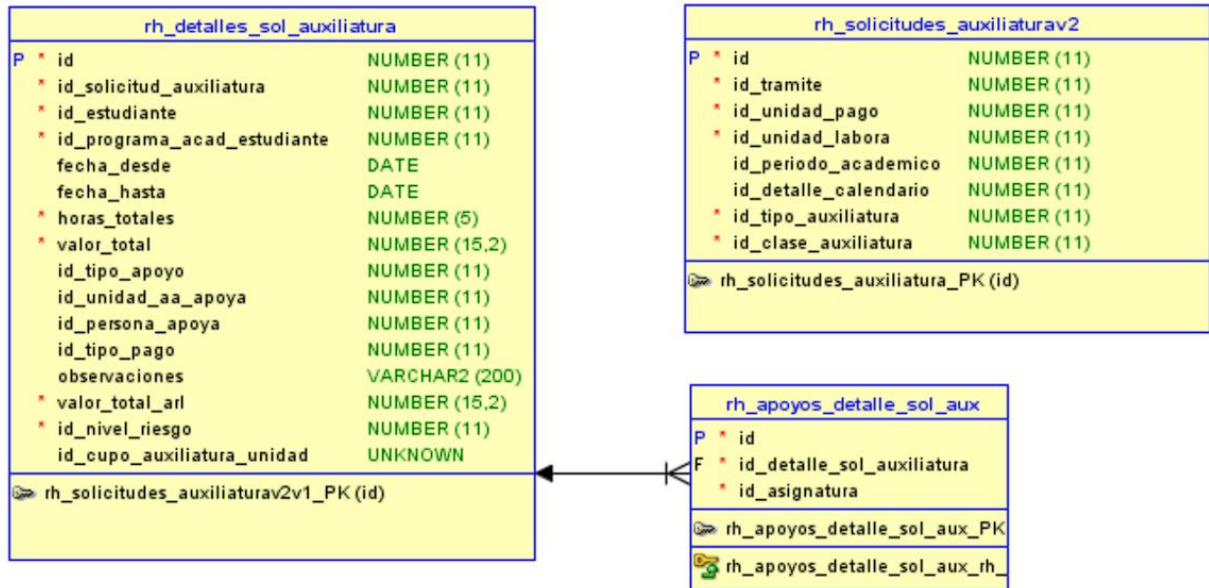 rh_detalles_sol_auxiliatura
P * id NUMBER (11)
* id_solicitud_auxiliatura NUMBER (11)
* id_estudiante NUMBER (11)
* id_programa_acad_estudiante NUMBER (11)
fecha_desde DATE
fecha_hasta DATE
* horas_totales NUMBER (5)
* valor_total NUMBER (15,2)
id_tipo_apoyo NUMBER (11)
id_unidad_aa_apoya NUMBER (11)
id_persona_apoya NUMBER (11)
id_tipo_pago NUMBER (11)
observaciones VARCHAR2 (200)
* valor_total_arl NUMBER (15,2)
* id_nivel_riesgo NUMBER (11)
id_cupo_auxiliatura_unidad UNKNOWN
rh_solicitudes_auxiliaturav2v1_PK (id)
rh_solicitudes_auxiliaturav2
P * id NUMBER (11)
* id_tramite NUMBER (11)
* id_unidad_pago NUMBER (11)
* id_unidad_labora NUMBER (11)
id_periodo_academico NUMBER (11)
id_detalle_calendario NUMBER (11)
* id_tipo_auxiliatura NUMBER (11)
* id_clase_auxiliatura NUMBER (11)
rh_solicitudes_auxiliatura_PK (id)
rh_apoyos_detalle_sol_aux
P * id
F * id_detalle_sol_auxiliatura
* id_asignatura
rh_apoyos_detalle_sol_aux_PK
rh_apoyos_detalle_sol_aux_rh_